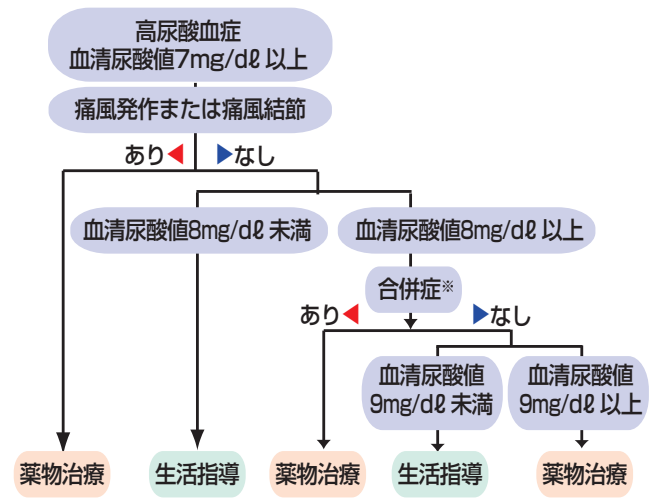 高尿酸血症
血清尿酸値7mg/dℓ 以上
痛風発作または痛風結節
あり◀ ▶なし
血清尿酸値8mg/dℓ 未満
血清尿酸値8mg/dℓ 以上
合併症※
あり◀ ▶なし
血清尿酸値
9mg/dℓ 未満
血清尿酸値
9mg/dℓ 以上
薬物治療
生活指導
薬物治療
生活指導
薬物治療